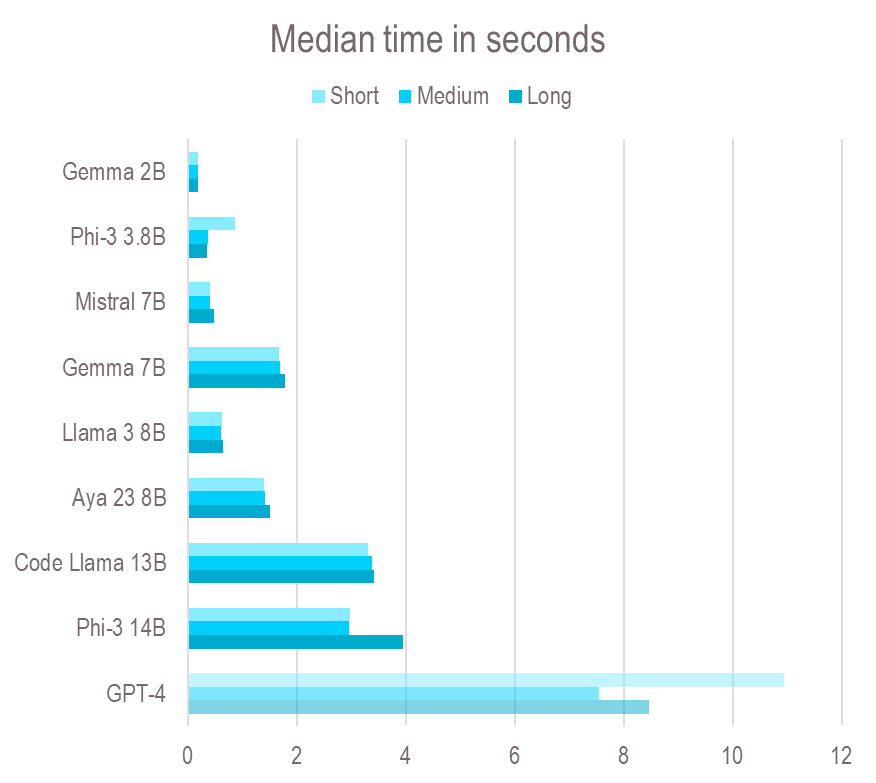 Median time in seconds
Short Medium Long
Gemma 2B
Phi-3 3.8B
Mistral 7B
Gemma 7B
Llama 3 8B
Aya 23 8B
Code Llama 13B
Phi-3 14B
GPT-4
0 2 4 6 8 10 12